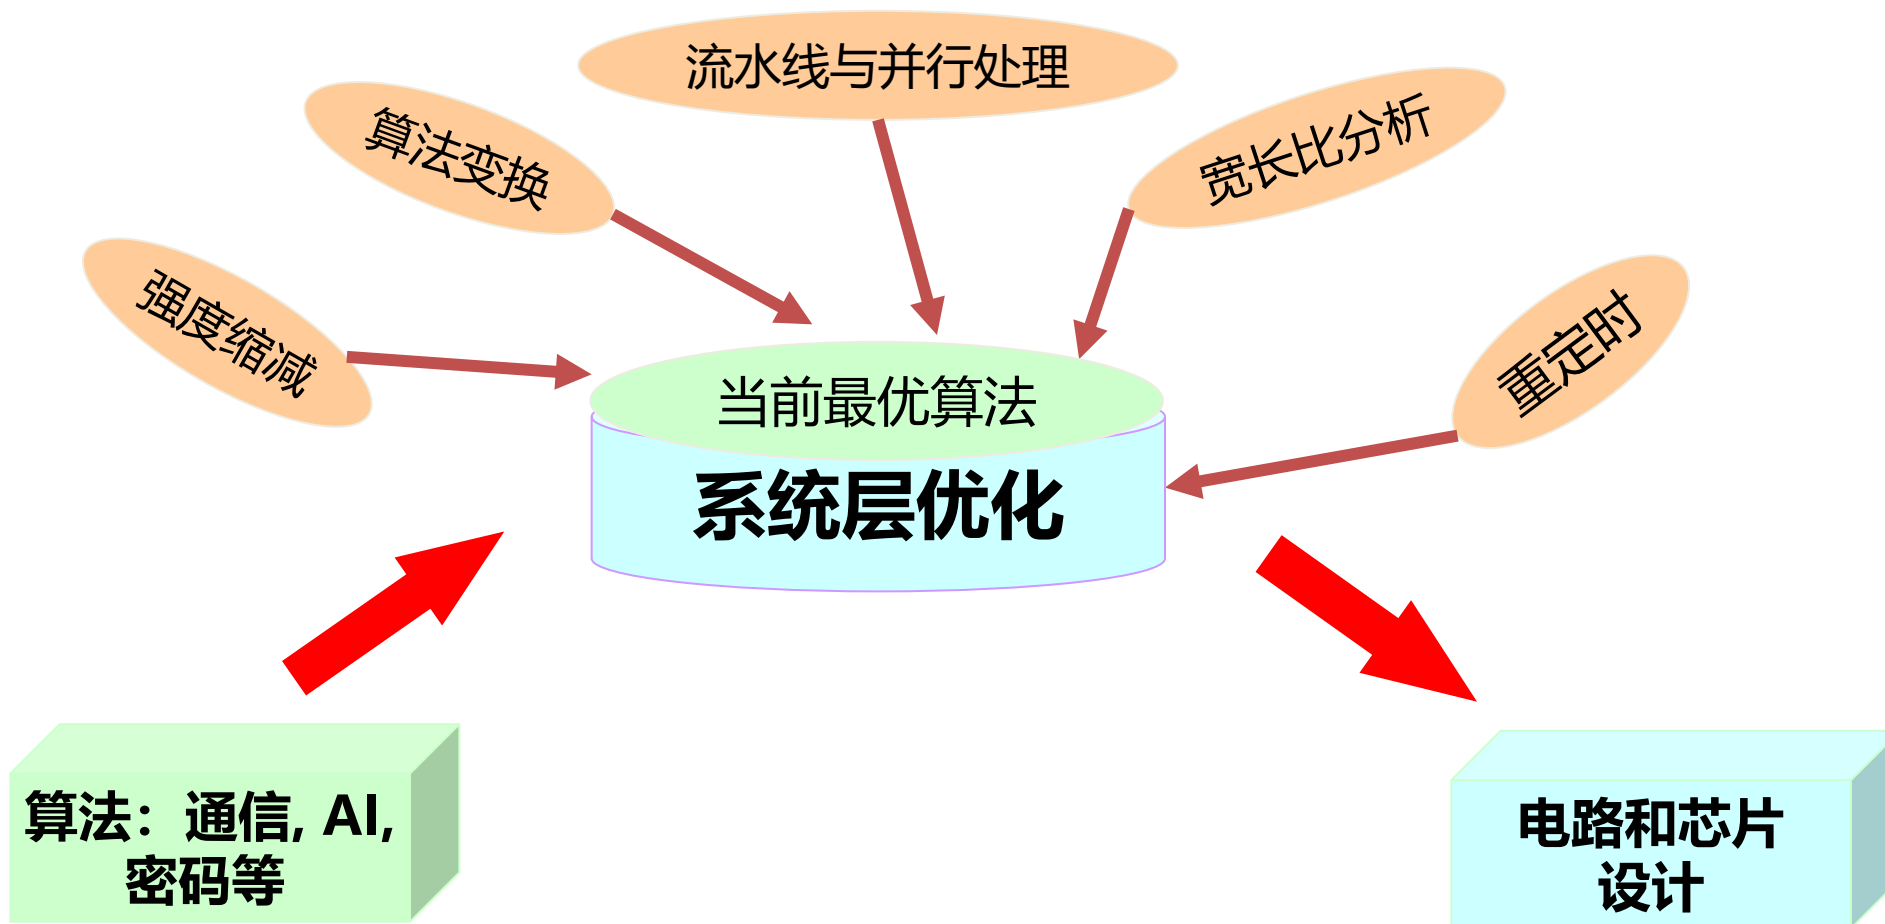 流水线与并行处理
算法变换
宽长比分析
强度缩减
重定时
当前最优算法
系统层优化
算法：通信, AI,
密码等
电路和芯片
设计